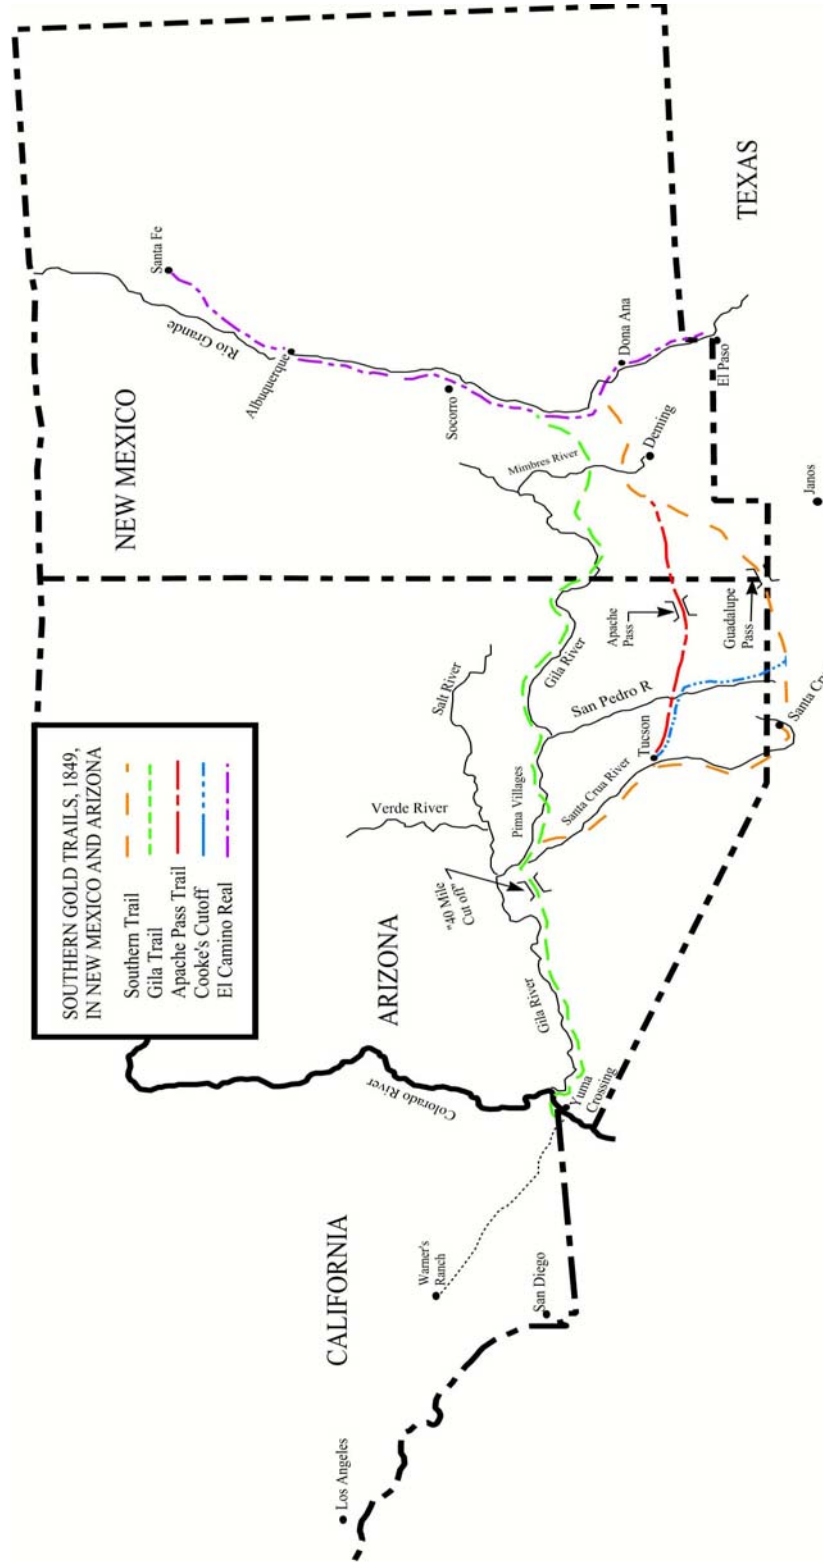 SOUTHERN GOLD TRAILS, 1849,
IN NEW MEXICO AND ARIZONA
Southern Trail
Gila Trail
Apache Pass Trail
Cooke's Cutoff
El Camino Real
CALIFORNIA
Los Angeles
San Diego
Warner's
Ranch
Colorado River
Yuma
Crossing
ARIZONA
Gila River
"40 Mile
Cut off"
Verde River
Salt River
Pima Villages
Santa Crua River
Tucson
San Pedro R
Gila River
Apache
Pass
Guadalupe
Pass
Santa Cru
NEW MEXICO
Santa Fe
Rio Grande
Albuquerque
Socorro
Mimbres River
Deming
Dona Ana
El Paso
Janos
TEXAS